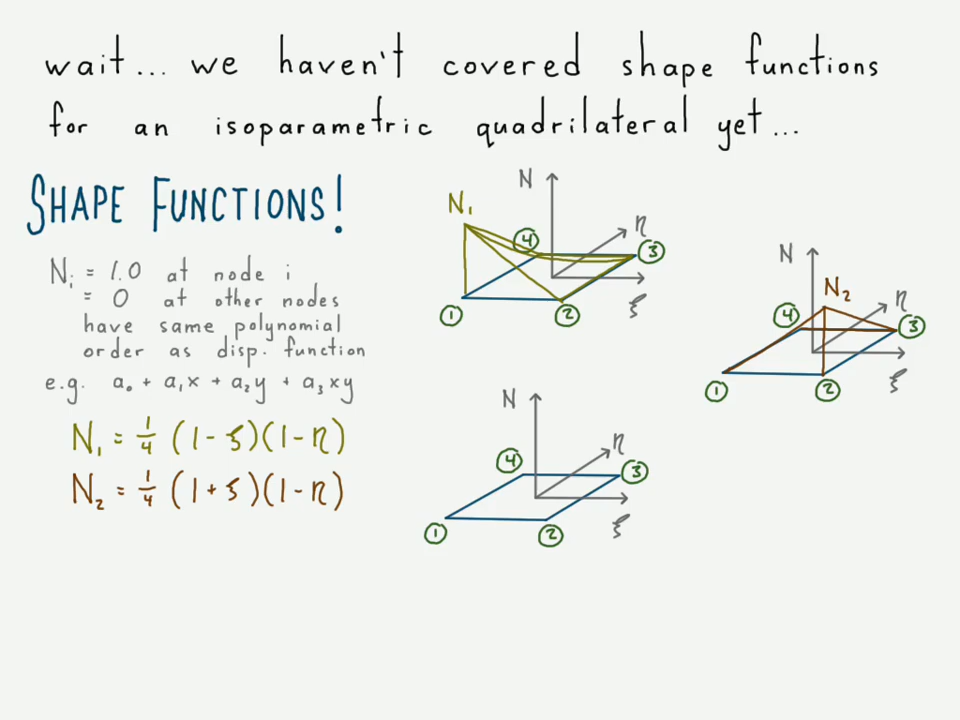 wait... we haven't covered shape functions
for an isoparametric quadrilateral yet...
SHAPE FUNCTIONS!
Nᵢ = 1.0 at node i
= 0 at other nodes
have same polynomial
order as disp. function
e.g. a₀ + a₁x + a₂y + a₃xy
N₁ = 1/4 (1-ξ)(1-η)
N₂ = 1/4 (1+ξ)(1-η)
N
N₁
η
4
3
1
2
ξ
N
N₂
η
4
3
1
2
ξ
N
η
4
3
1
2
ξ